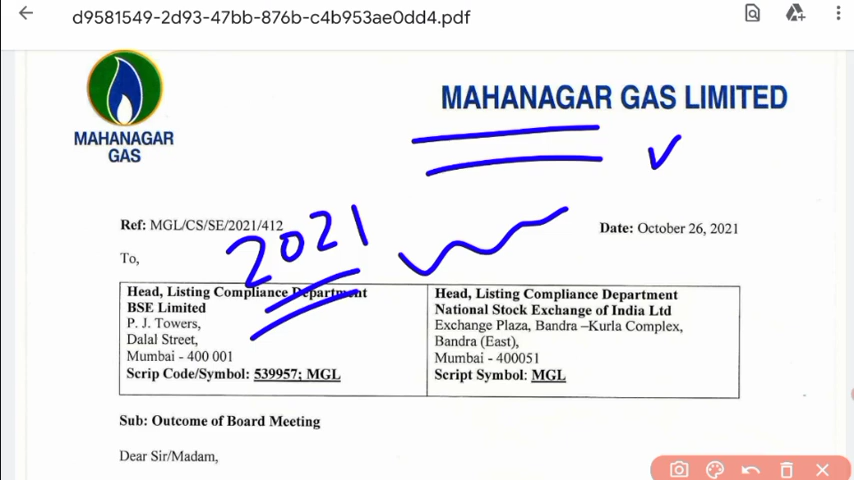 d9581549-2d93-47bb-876b-c4b953ae0dd4.pdf
MAHANAGAR GAS LIMITED
MAHANAGAR
GAS
Ref: MGL/CS/SE/2021/412
Date: October 26, 2021
2021
To,
Head, Listing Compliance Department
BSE Limited
P. J. Towers,
Dalal Street,
Mumbai - 400 001
Scrip Code/Symbol: 539957; MGL
Head, Listing Compliance Department
National Stock Exchange of India Ltd
Exchange Plaza, Bandra –Kurla Complex,
Bandra (East),
Mumbai - 400051
Script Symbol: MGL
Sub: Outcome of Board Meeting
Dear Sir/Madam,